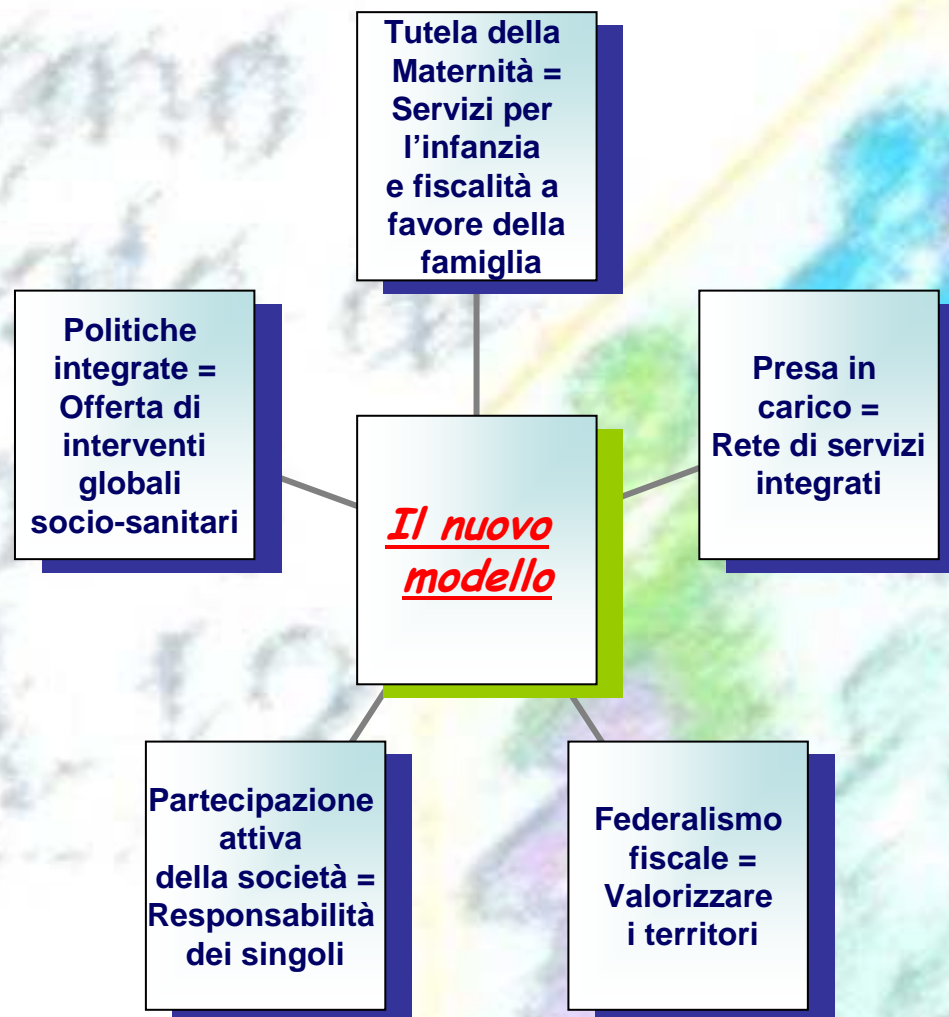 Tutela della
Maternità =
Servizi per
l'infanzia
e fiscalità a
favore della
famiglia
Politiche
integrate =
Offerta di
interventi
globali
socio-sanitari
Presa in
carico =
Rete di servizi
integrati
Il nuovo
modello
Partecipazione
attiva
della società =
Responsabilità
dei singoli
Federalismo
fiscale =
Valorizzare
i territori